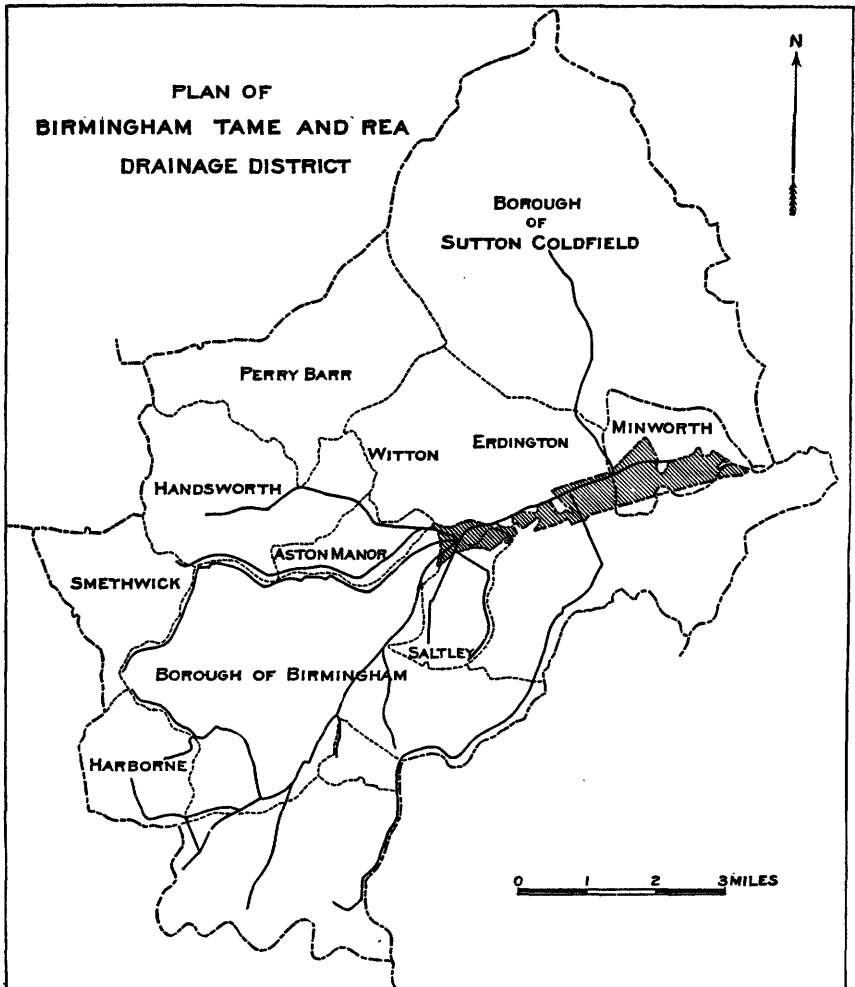 PLAN OF
BIRMINGHAM TAME AND REA
DRAINAGE DISTRICT
N
BOROUGH
OF
SUTTON COLDFIELD
PERRY BARR
MINWORTH
ERDINGTON
WITTON
HANDSWORTH
ASTON MANOR
SMETHWICK
SALTLEY
BOROUGH OF BIRMINGHAM
HARBORNE
0 1 2 3 MILES